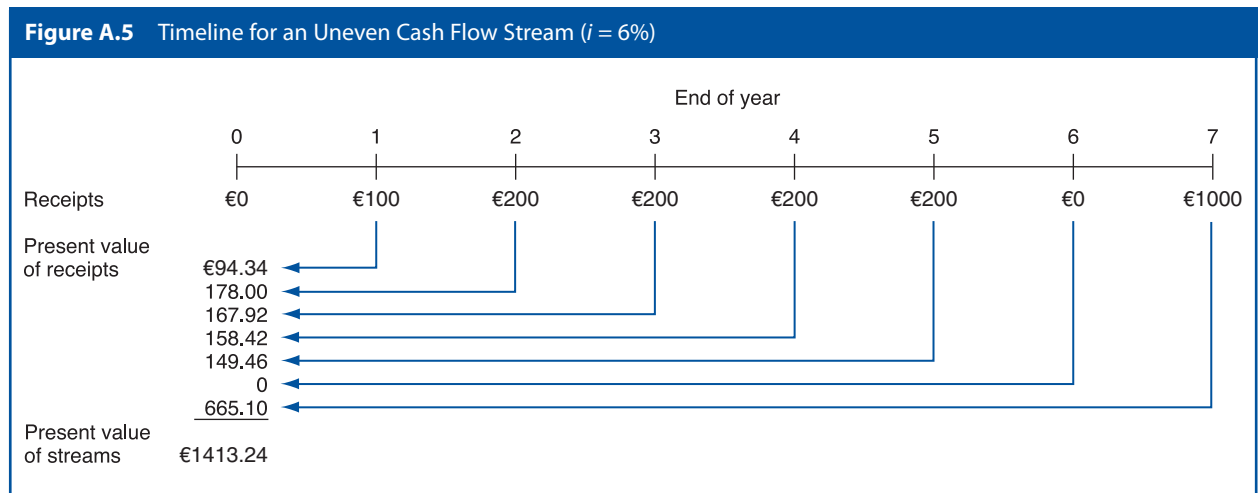 Figure A.5 Timeline for an Uneven Cash Flow Stream (i = 6%)
End of year
0 1 2 3 4 5 6 7
Receipts €0 €100 €200 €200 €200 €200 €0 €1000
Present value
of receipts €94.34
178.00
167.92
158.42
149.46
0
665.10
Present value
of streams €1413.24